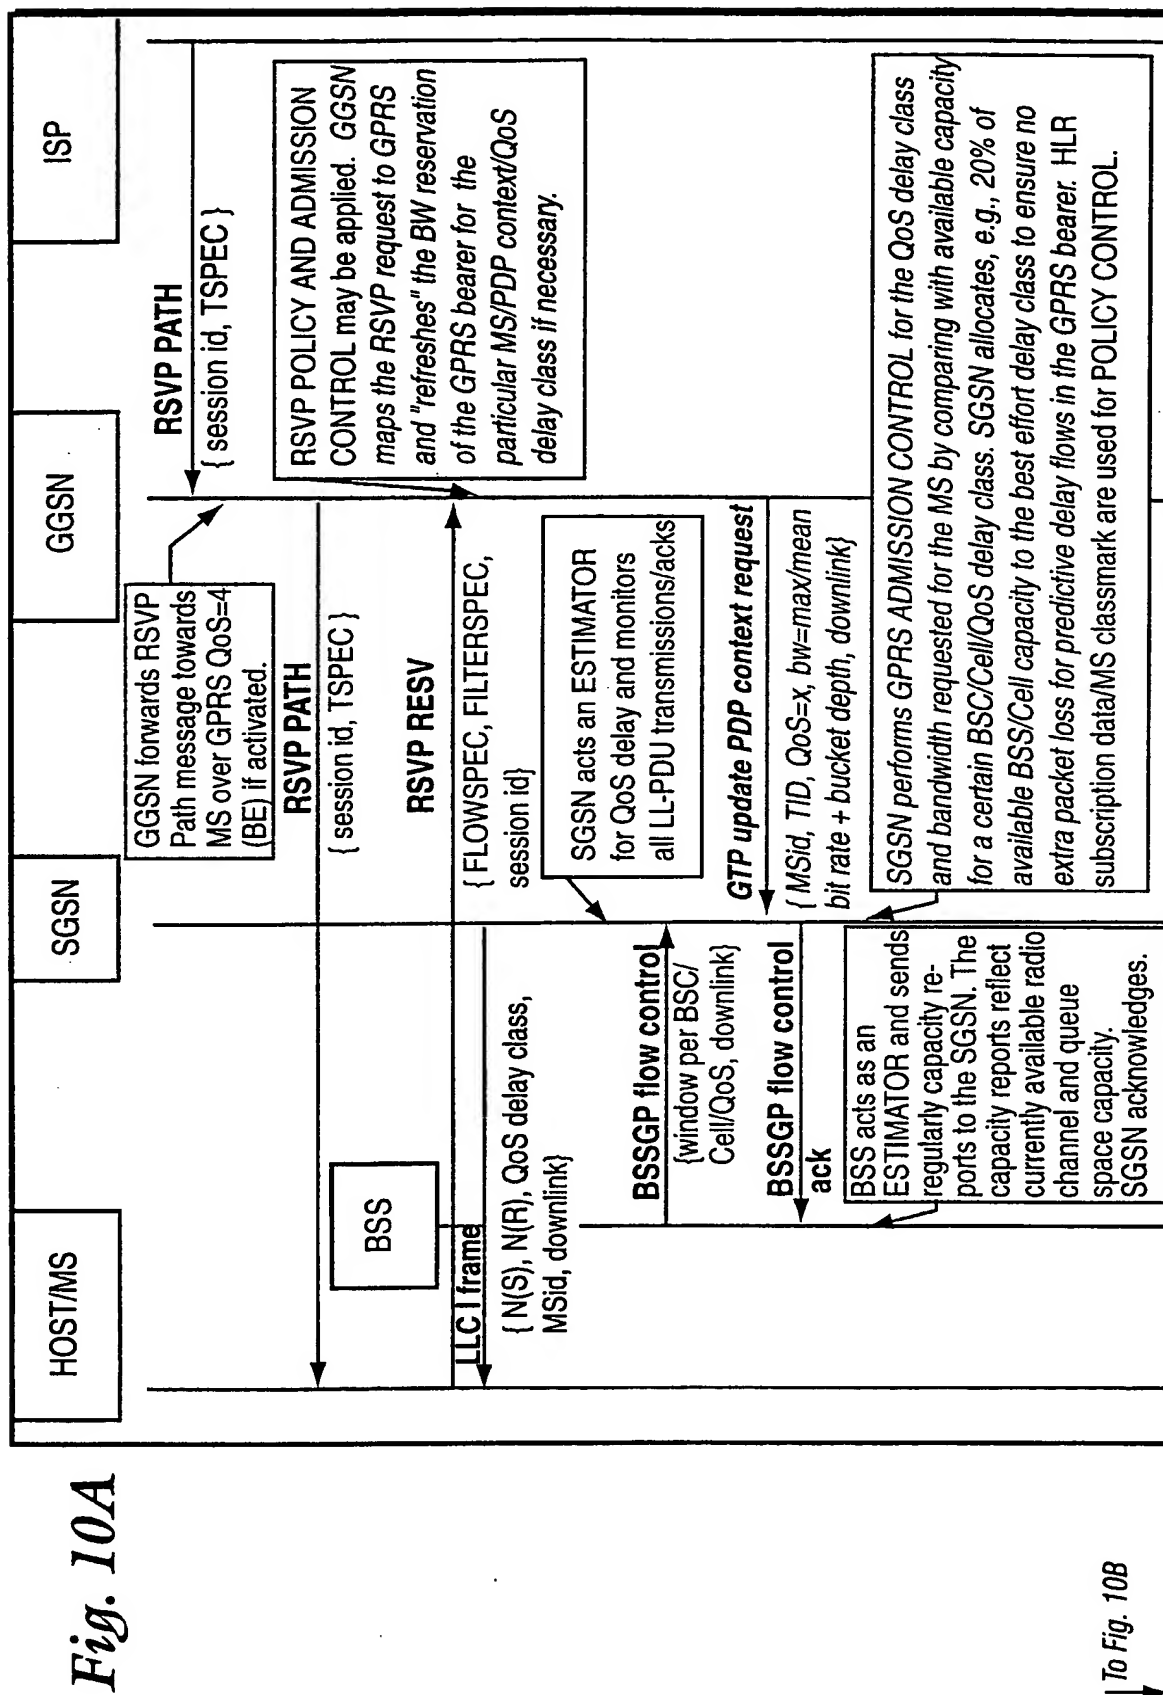 Fig. 10A
HOST/MS
SGSN
GGSN
ISP
GGSN forwards RSVP
Path message towards
MS over GPRS QoS=4
(BE) if activated.
RSVP PATH
{ session id, TSPEC }
RSVP PATH
{ session id, TSPEC }
RSVP POLICY AND ADMISSION
CONTROL may be applied. GGSN
maps the RSVP request to GPRS
and "refreshes" the BW reservation
of the GPRS bearer for the
particular MS/PDP context/QoS
delay class if necessary.
BSS
RSVP RESV
{ FLOWSPEC, FILTERSPEC,
session id}
LLC I frame
{ N(S), N(R), QoS delay class,
MSid, downlink}
SGSN acts an ESTIMATOR
for QoS delay and monitors
all LL-PDU transmissions/acks
BSSGP flow control
{window per BSC/
Cell/QoS, downlink}
GTP update PDP context request
{ MSid, TID, QoS=x, bw=max/mean
bit rate + bucket depth, downlink}
BSSGP flow control
ack
BSS acts as an
ESTIMATOR and sends
regularly capacity re-
ports to the SGSN. The
capacity reports reflect
currently available radio
channel and queue
space capacity.
SGSN acknowledges.
SGSN performs GPRS ADMISSION CONTROL for the QoS delay class
and bandwidth requested for the MS by comparing with available capacity
for a certain BSC/Cell/QoS delay class. SGSN allocates, e.g., 20% of
available BSS/Cell capacity to the best effort delay class to ensure no
extra packet loss for predictive delay flows in the GPRS bearer. HLR
subscription data/MS classmark are used for POLICY CONTROL.
To Fig. 10B